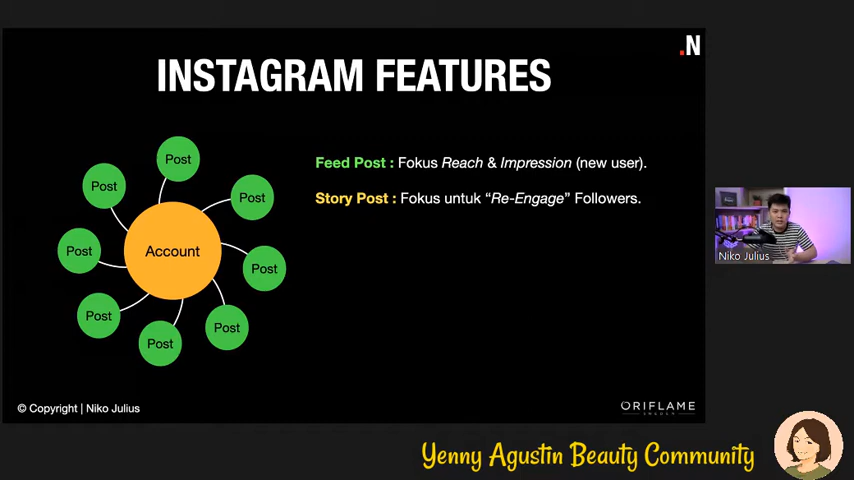 .N
INSTAGRAM FEATURES
Post
Post
Post
Post
Account
Post
Post
Post
Post
Feed Post : Fokus Reach & Impression (new user).
Story Post : Fokus untuk “Re-Engage” Followers.
Niko Julius
© Copyright | Niko Julius
ORIFLAME
SWEDEN
Yenny Agustin Beauty Community